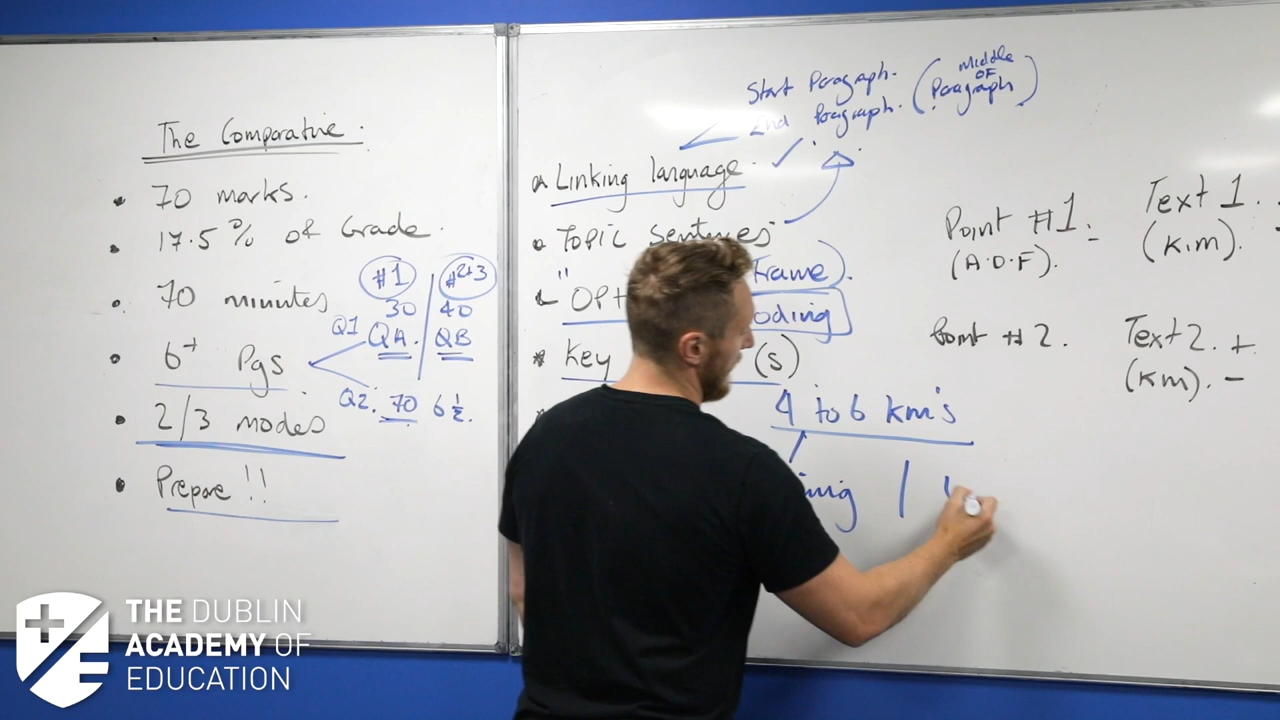 The Comparative.
• 70 marks.
• 17.5% of Grade.
• 70 minutes
• 6+ Pgs
• 2/3 modes
• Prepare!!
#1 | #2+3
30 | 40
Q1 QA. | QB
Q2. 70 6 1/2.
Start Paragraph.
End Paragraph. (Middle OF Paragraph)
Linking language.
Topic sentences
" Frame).
Key (s)
4 to 6 km's
Point #1: Text 1.
(A.D.F). (K.m).
Point #2. Text 2. +
(KM). -
THE DUBLIN
ACADEMY OF
EDUCATION